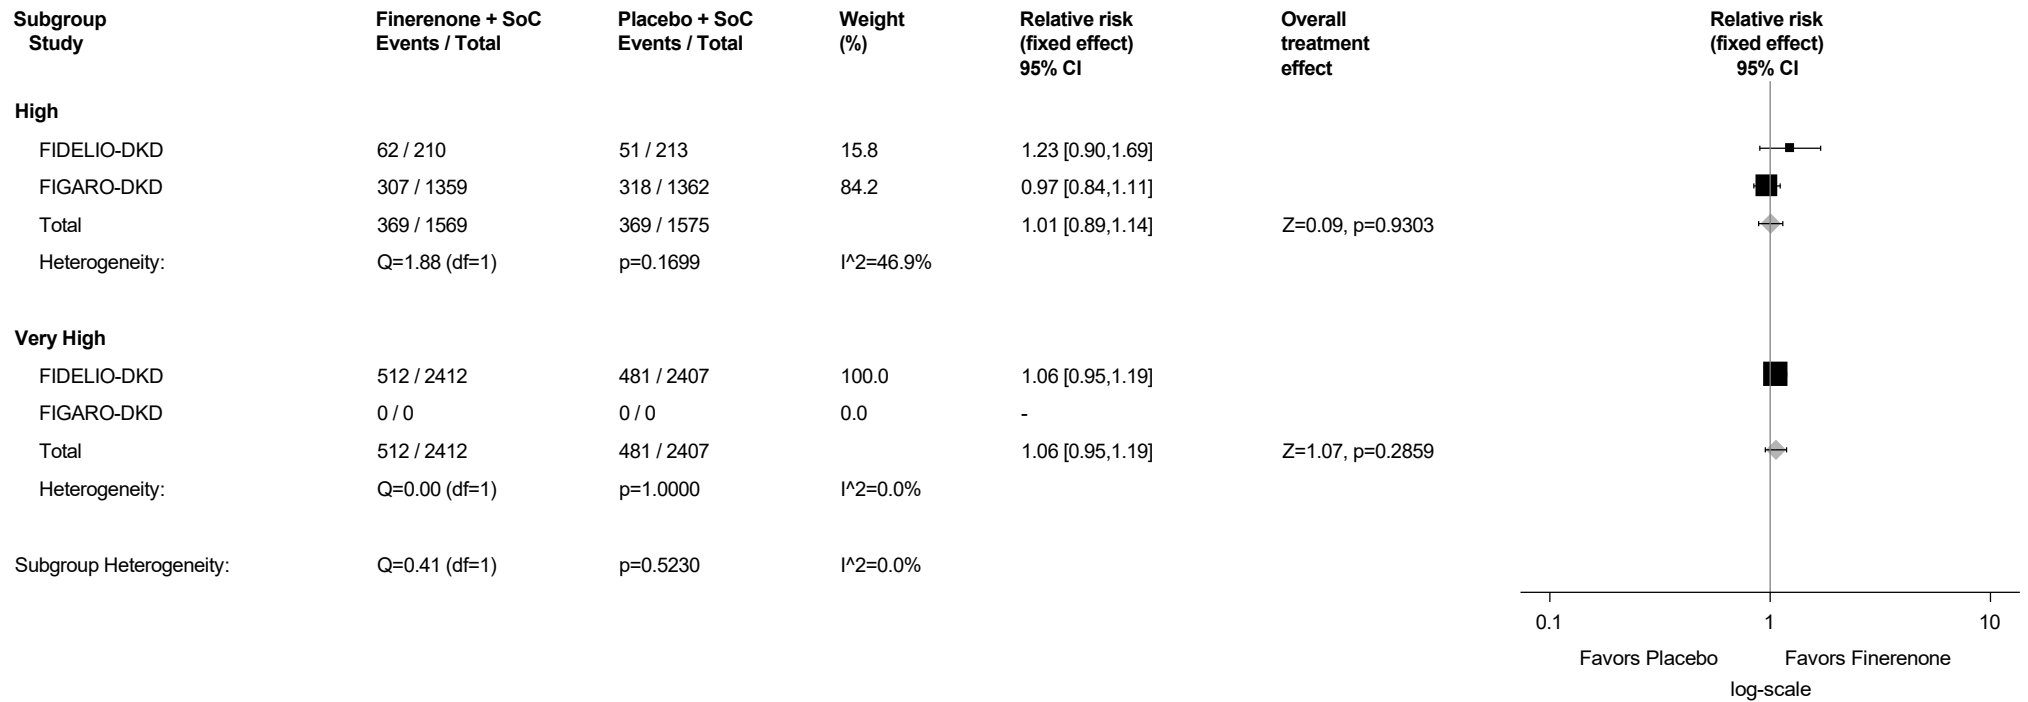 Subgroup Finerenone + SoC Placebo + SoC Weight Relative risk Overall Relative risk
Study Events / Total Events / Total (%) (fixed effect) treatment (fixed effect)
95% CI effect 95% CI
High
FIDELIO-DKD 62 / 210 51 / 213 15.8 1.23 [0.90,1.69]
FIGARO-DKD 307 / 1359 318 / 1362 84.2 0.97 [0.84,1.11]
Total 369 / 1569 369 / 1575 1.01 [0.89,1.14] Z=0.09, p=0.9303
Heterogeneity: Q=1.88 (df=1) p=0.1699 I^2=46.9%
Very High
FIDELIO-DKD 512 / 2412 481 / 2407 100.0 1.06 [0.95,1.19]
FIGARO-DKD 0 / 0 0 / 0 0.0 -
Total 512 / 2412 481 / 2407 1.06 [0.95,1.19] Z=1.07, p=0.2859
Heterogeneity: Q=0.00 (df=1) p=1.0000 I^2=0.0%
Subgroup Heterogeneity: Q=0.41 (df=1) p=0.5230 I^2=0.0%
0.1 1 10
Favors Placebo Favors Finerenone
log-scale